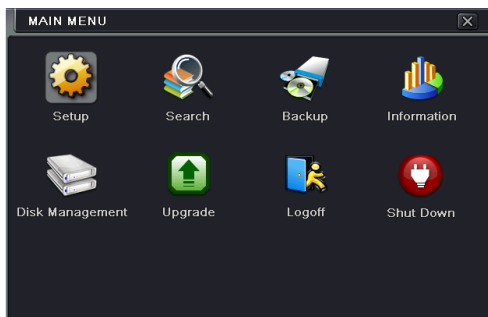 MAIN MENU
Setup Search Backup Information
Disk Management Upgrade Logoff Shut Down